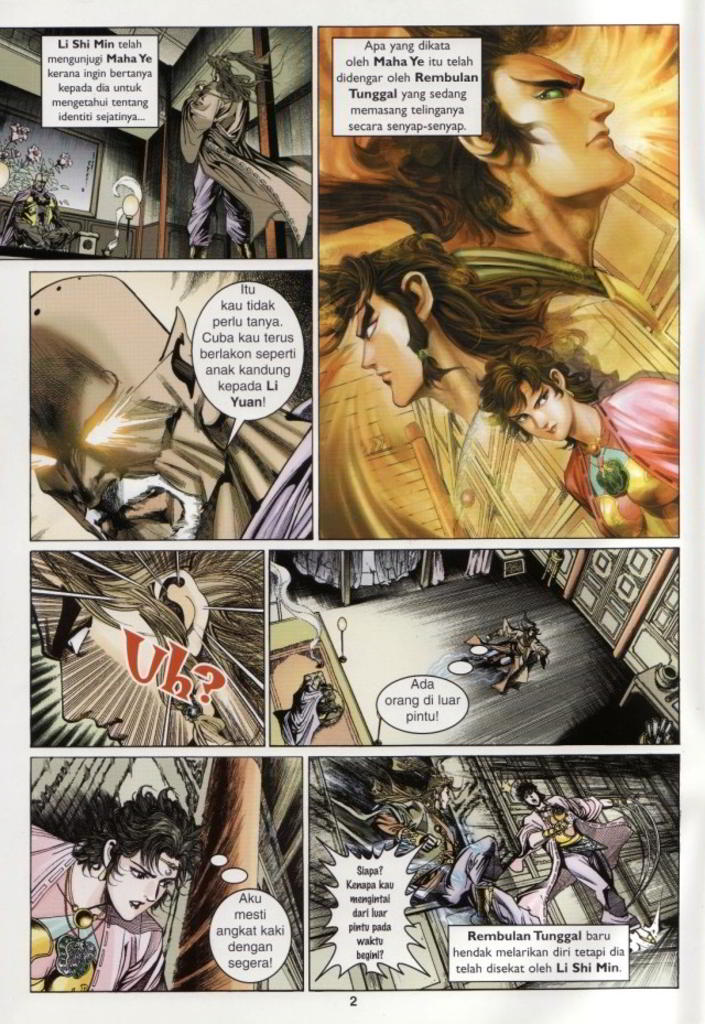 Li Shi Min telah
mengunjugi Maha Ye
kerana ingin bertanya
kepada dia untuk
mengetahui tentang
identiti sejatinya...
Apa yang dikata
oleh Maha Ye itu telah
didengar oleh Rembulan
Tunggal yang sedang
memasang telinganya
secara senyap-senyap.
Itu
kau tidak
perlu tanya.
Cuba kau terus
berlakon seperti
anak kandung
kepada Li
Yuan!
Uh?
Ada
orang di luar
pintu!
Aku
mesti
angkat kaki
dengan
segera!
Siapa?
Kenapa kau
mengintai
dari luar
pintu pada
waktu
begini?
Rembulan Tunggal baru
hendak melarikan diri tetapi dia
telah disekat oleh Li Shi Min.
2